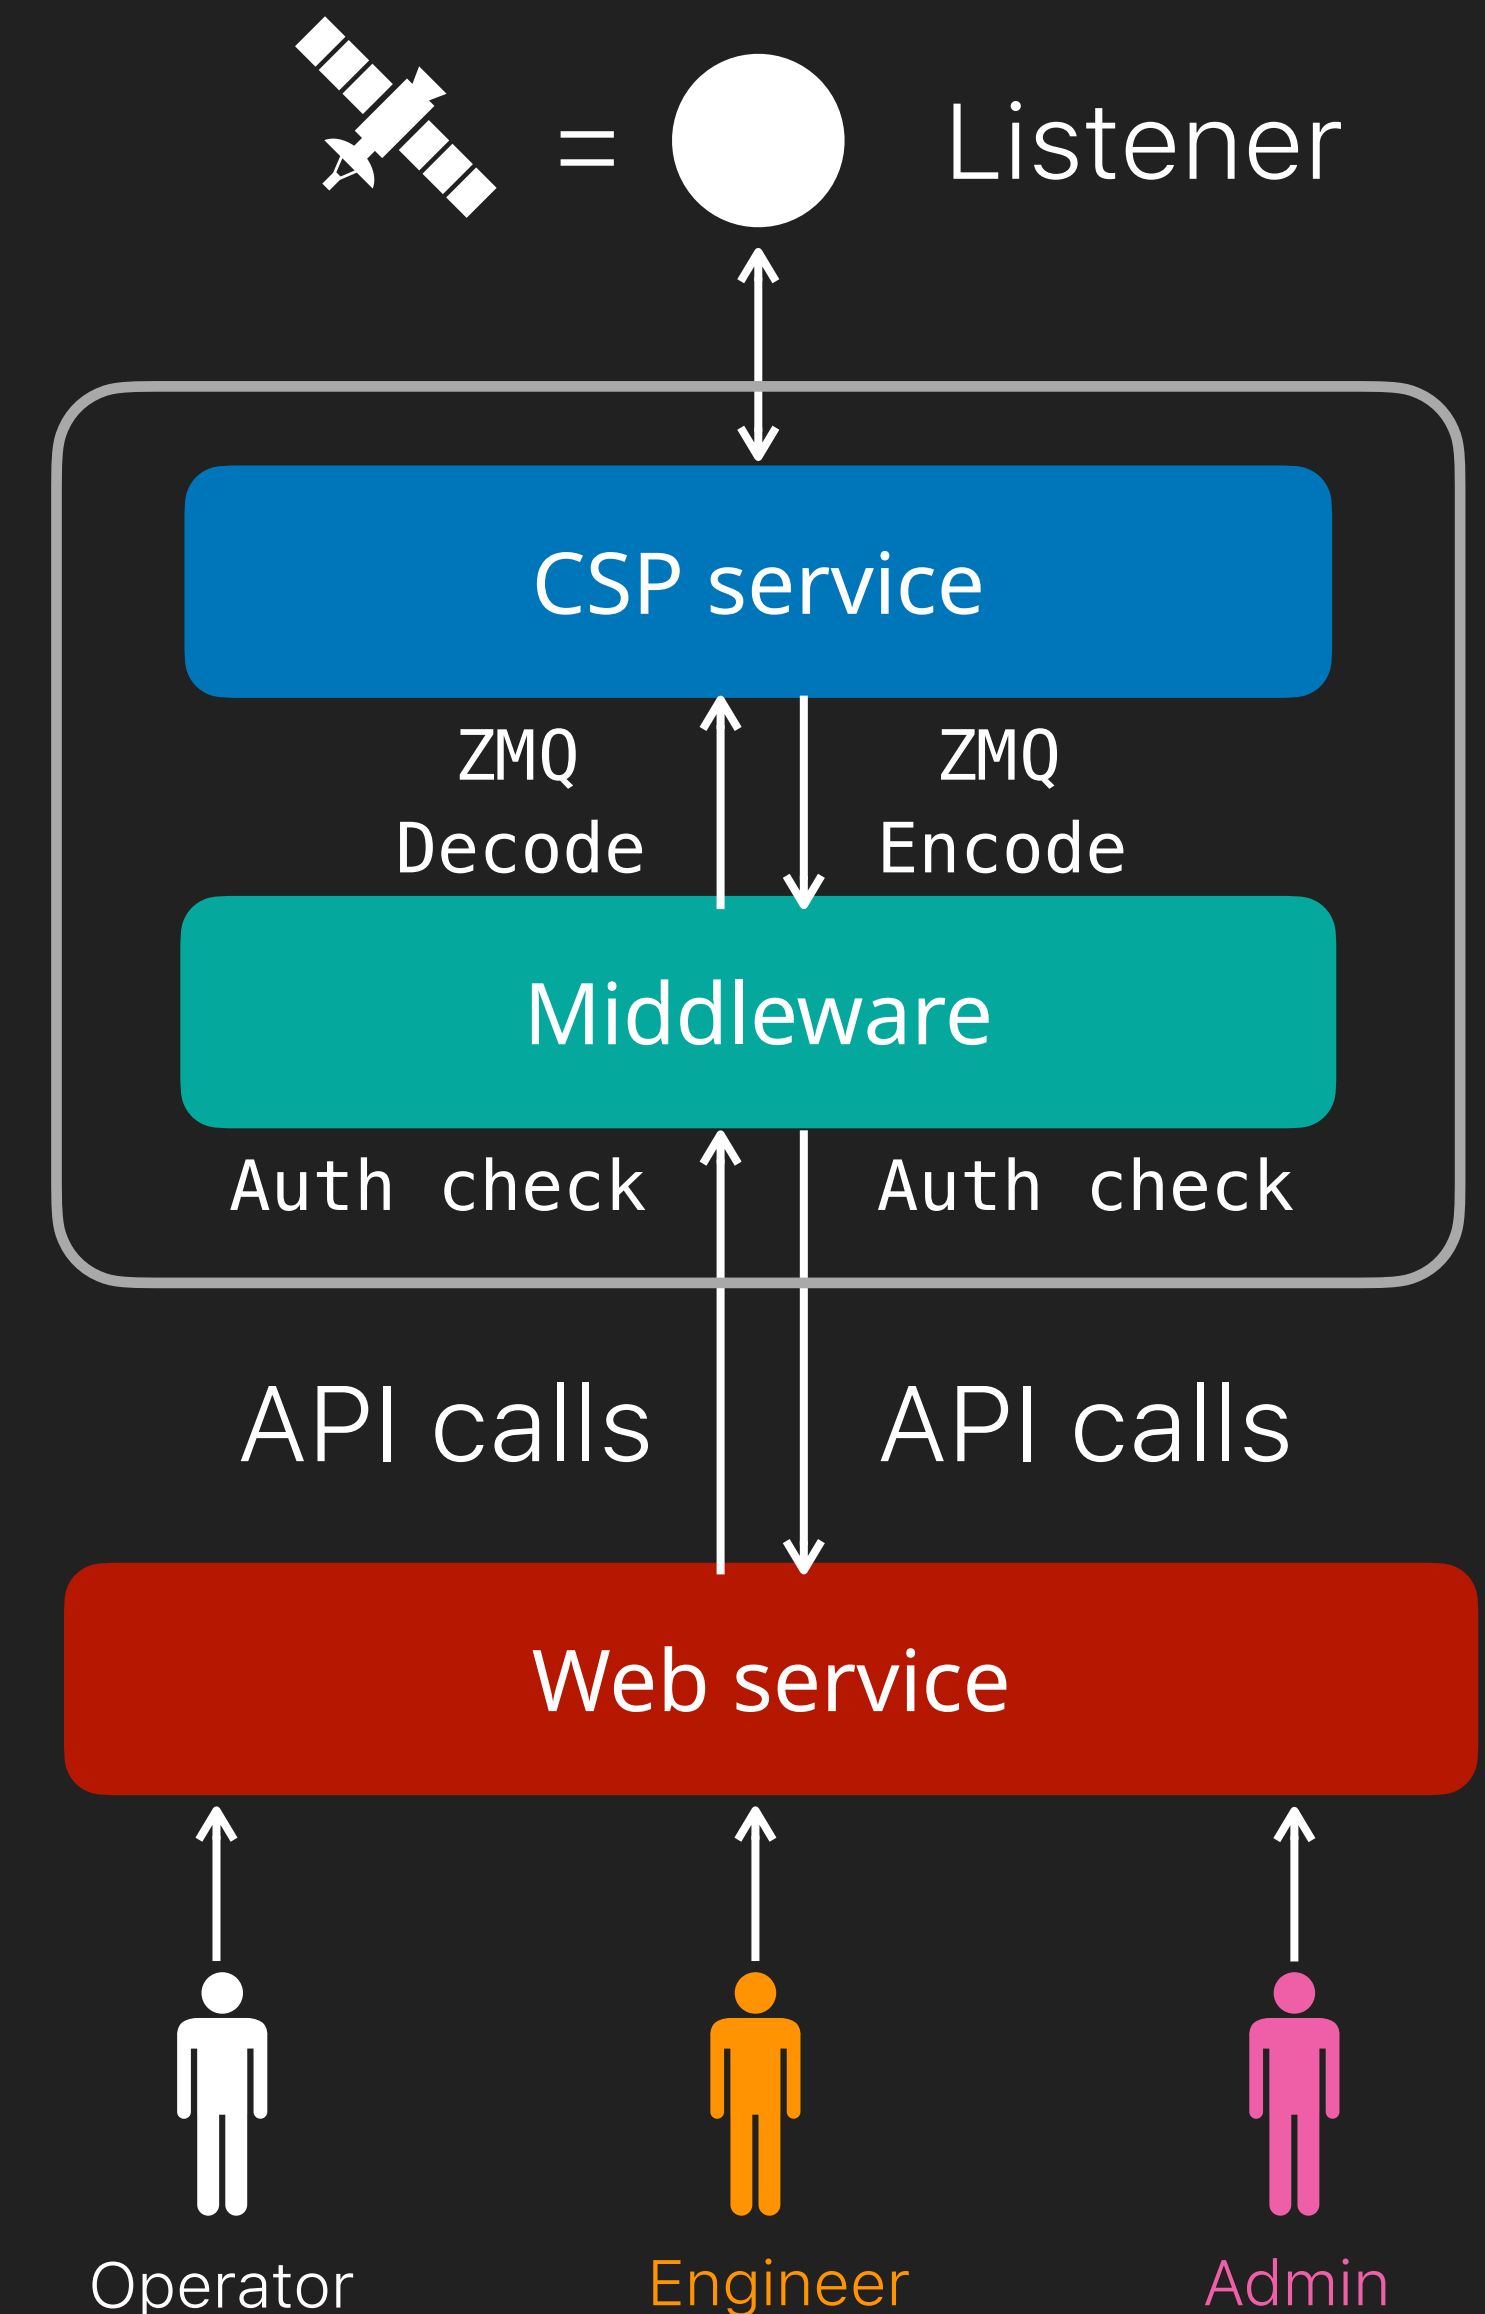 = Listener
CSP service
ZMQ ZMQ
Decode Encode
Middleware
Auth check Auth check
API calls API calls
Web service
Operator Engineer Admin